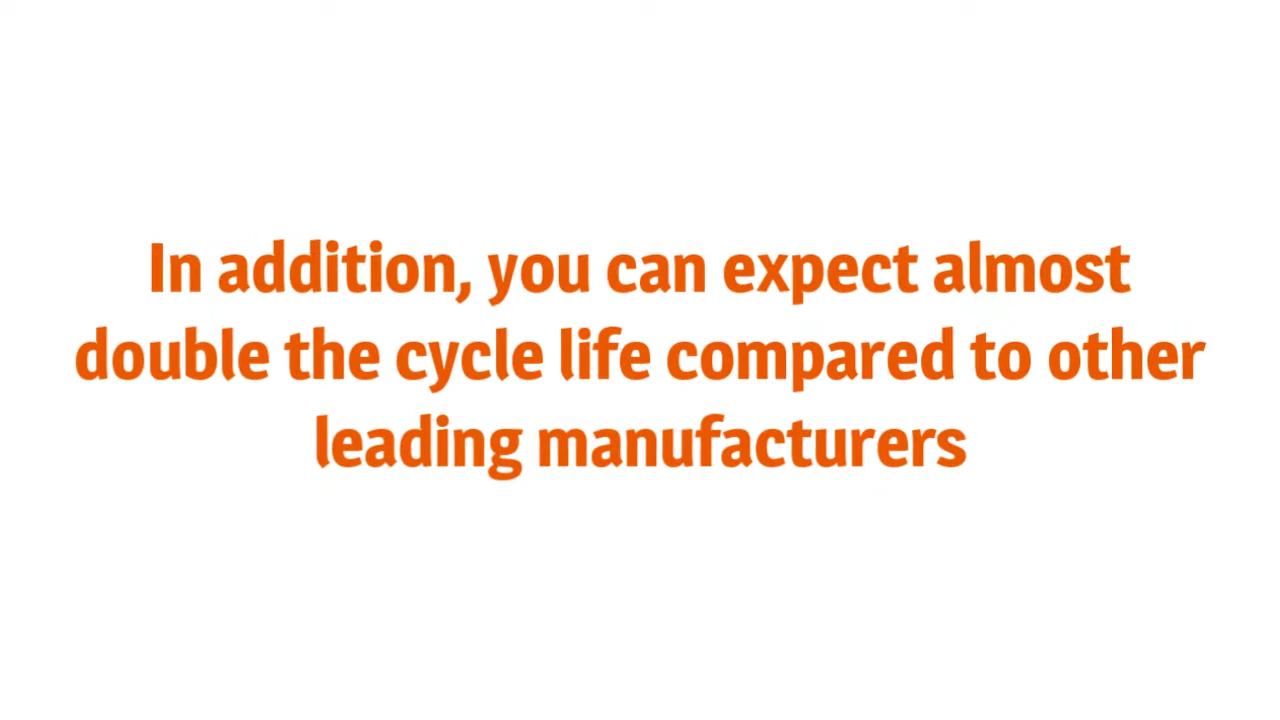 In addition, you can expect almost
double the cycle life compared to other
leading manufacturers